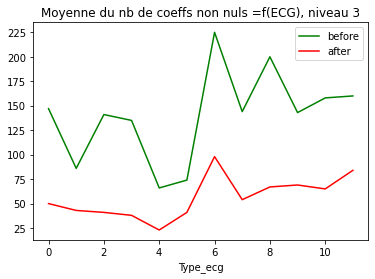 Moyenne du nb de coeffs non nuls =f(ECG), niveau 3
before
after
225
200
175
150
125
100
75
50
25
0 2 4 6 8 10
Type_ecg